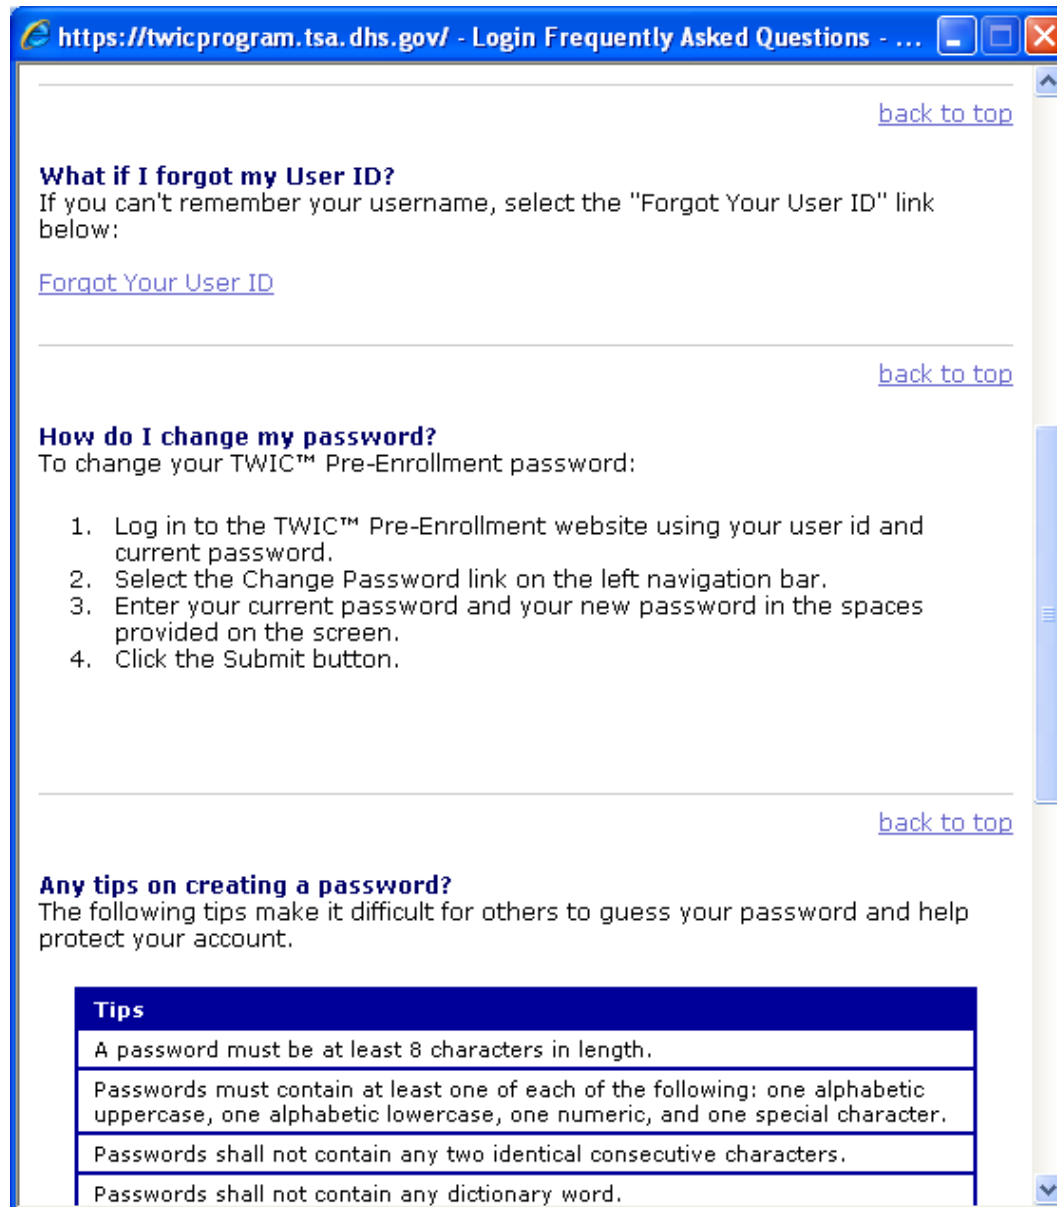 https://twicprogram.tsa.dhs.gov/ - Login Frequently Asked Questions - ...
back to top
What if I forgot my User ID?
If you can't remember your username, select the "Forgot Your User ID" link
below:
Forgot Your User ID
back to top
How do I change my password?
To change your TWIC™ Pre-Enrollment password:
1. Log in to the TWIC™ Pre-Enrollment website using your user id and
current password.
2. Select the Change Password link on the left navigation bar.
3. Enter your current password and your new password in the spaces
provided on the screen.
4. Click the Submit button.
back to top
Any tips on creating a password?
The following tips make it difficult for others to guess your password and help
protect your account.
Tips
A password must be at least 8 characters in length.
Passwords must contain at least one of each of the following: one alphabetic
uppercase, one alphabetic lowercase, one numeric, and one special character.
Passwords shall not contain any two identical consecutive characters.
Passwords shall not contain any dictionary word.